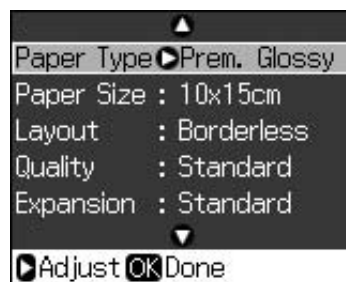 Paper Type Prem. Glossy
Paper Size : 10x15cm
Layout : Borderless
Quality : Standard
Expansion : Standard
Adjust OK Done